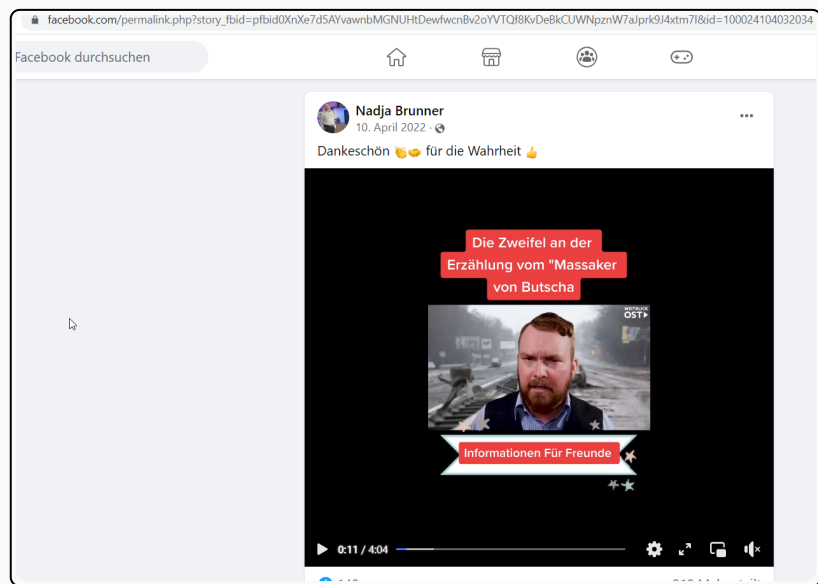 facebook.com/permalink.php?story_fbid=pfbid0XnXe7d5AYvawnbMGNUHtDewfwcnBv2oYVTQf8KvDeBkCUWNpznW7aJprk9J4xtm7l&id=100024104032034
Facebook durchsuchen
Nadja Brunner
10. April 2022 ·
Dankeschön 👏🤝 für die Wahrheit 👍
Die Zweifel an der
Erzählung vom "Massaker
von Butscha
WEITBLICK
OST
Informationen Für Freunde
0:11 / 4:04